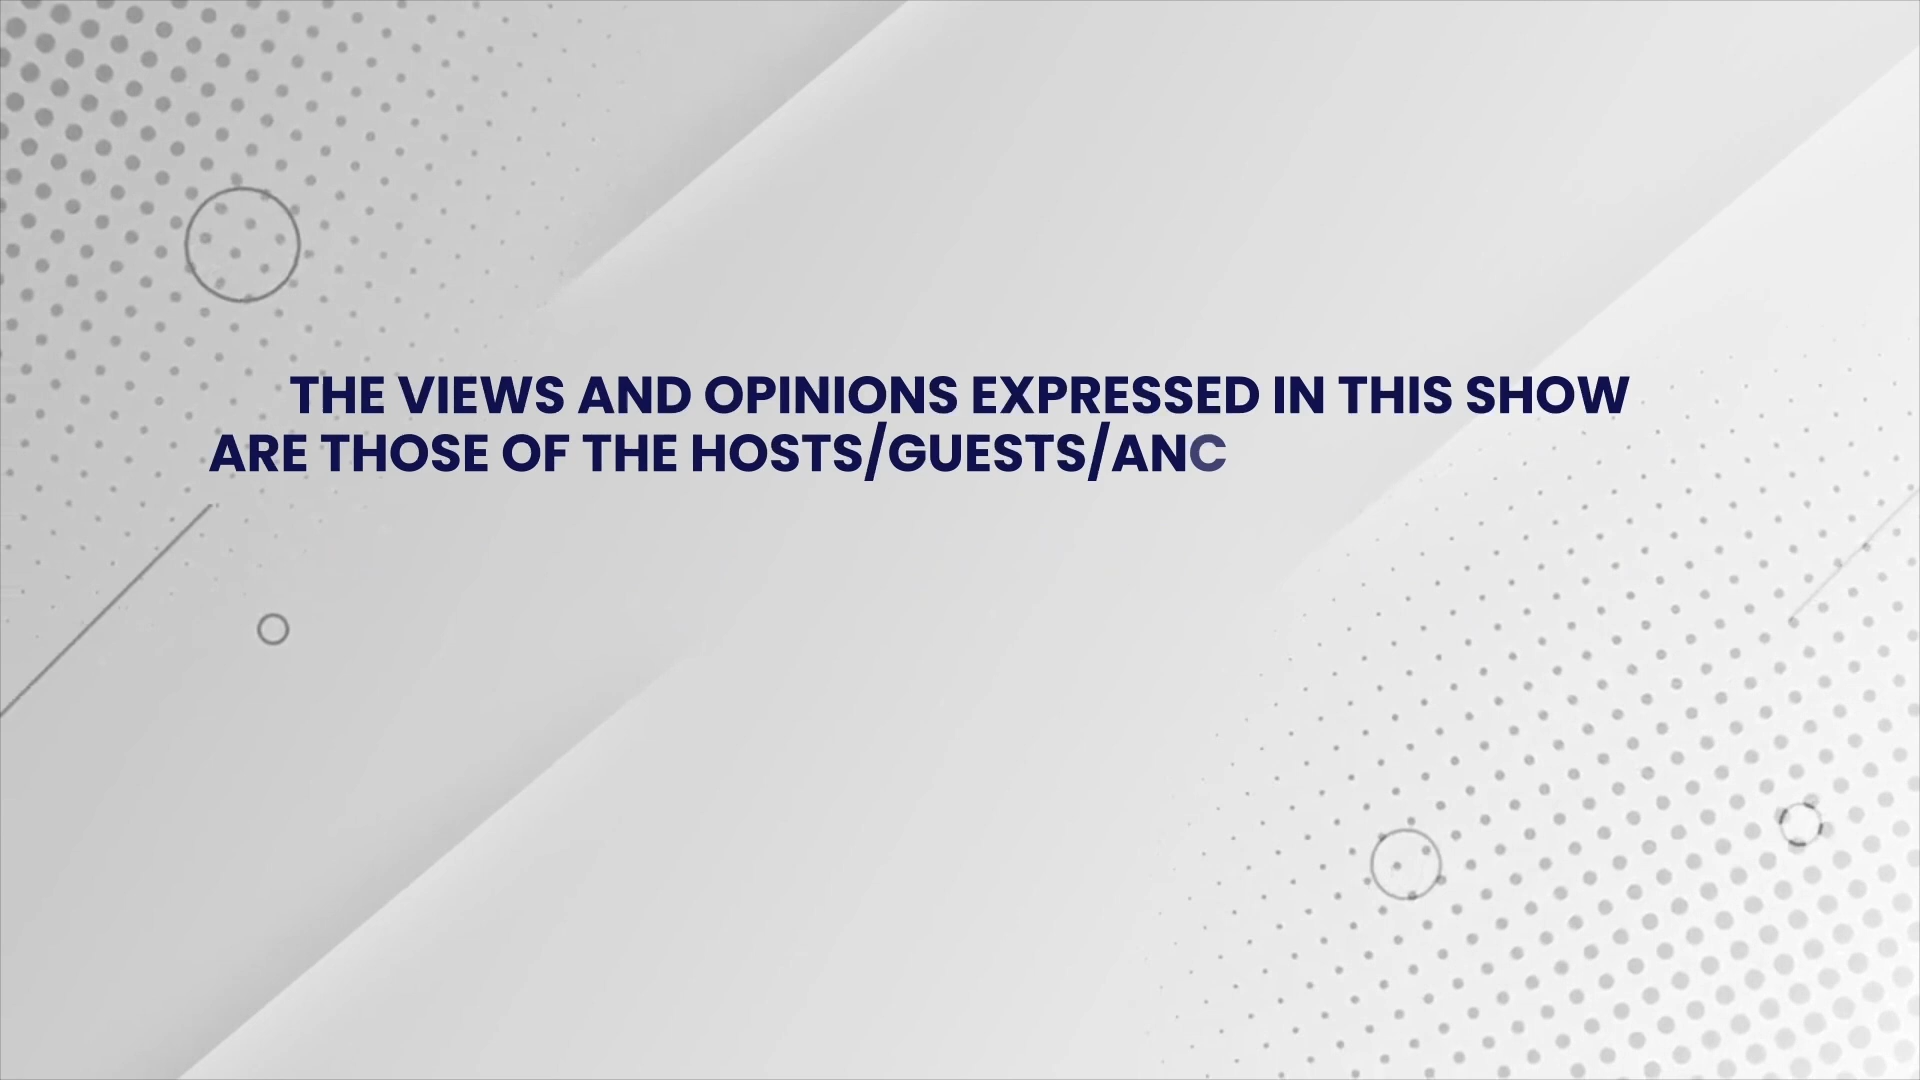 THE VIEWS AND OPINIONS EXPRESSED IN THIS SHOW
ARE THOSE OF THE HOSTS/GUESTS/ANC